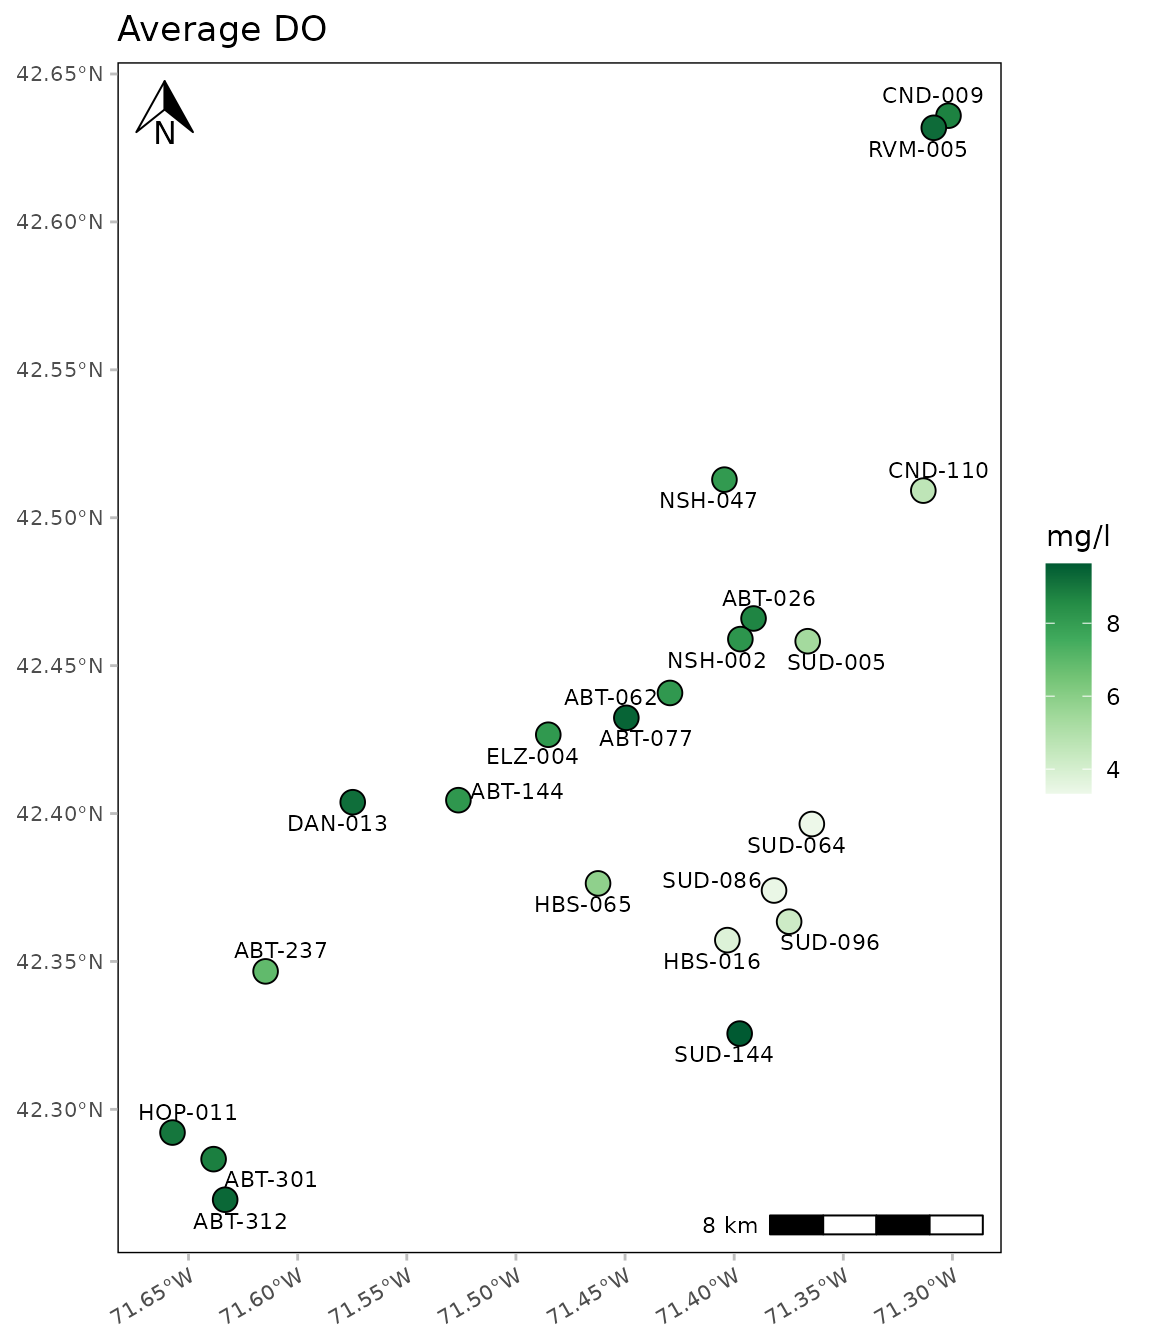 Average DO
42.65°N
N
CND-009
RVM-005
42.60°N
42.55°N
CND-110
NSH-047
42.50°N
mg/l
ABT-026
NSH-002
SUD-005
8
42.45°N
ABT-062
ABT-077
6
ELZ-004
4
ABT-144
42.40°N
DAN-013
SUD-064
SUD-086
HBS-065
SUD-096
ABT-237
HBS-016
42.35°N
SUD-144
42.30°N
HOP-011
ABT-301
ABT-312
8 km
71.65°W
71.60°W
71.55°W
71.50°W
71.45°W
71.40°W
71.35°W
71.30°W